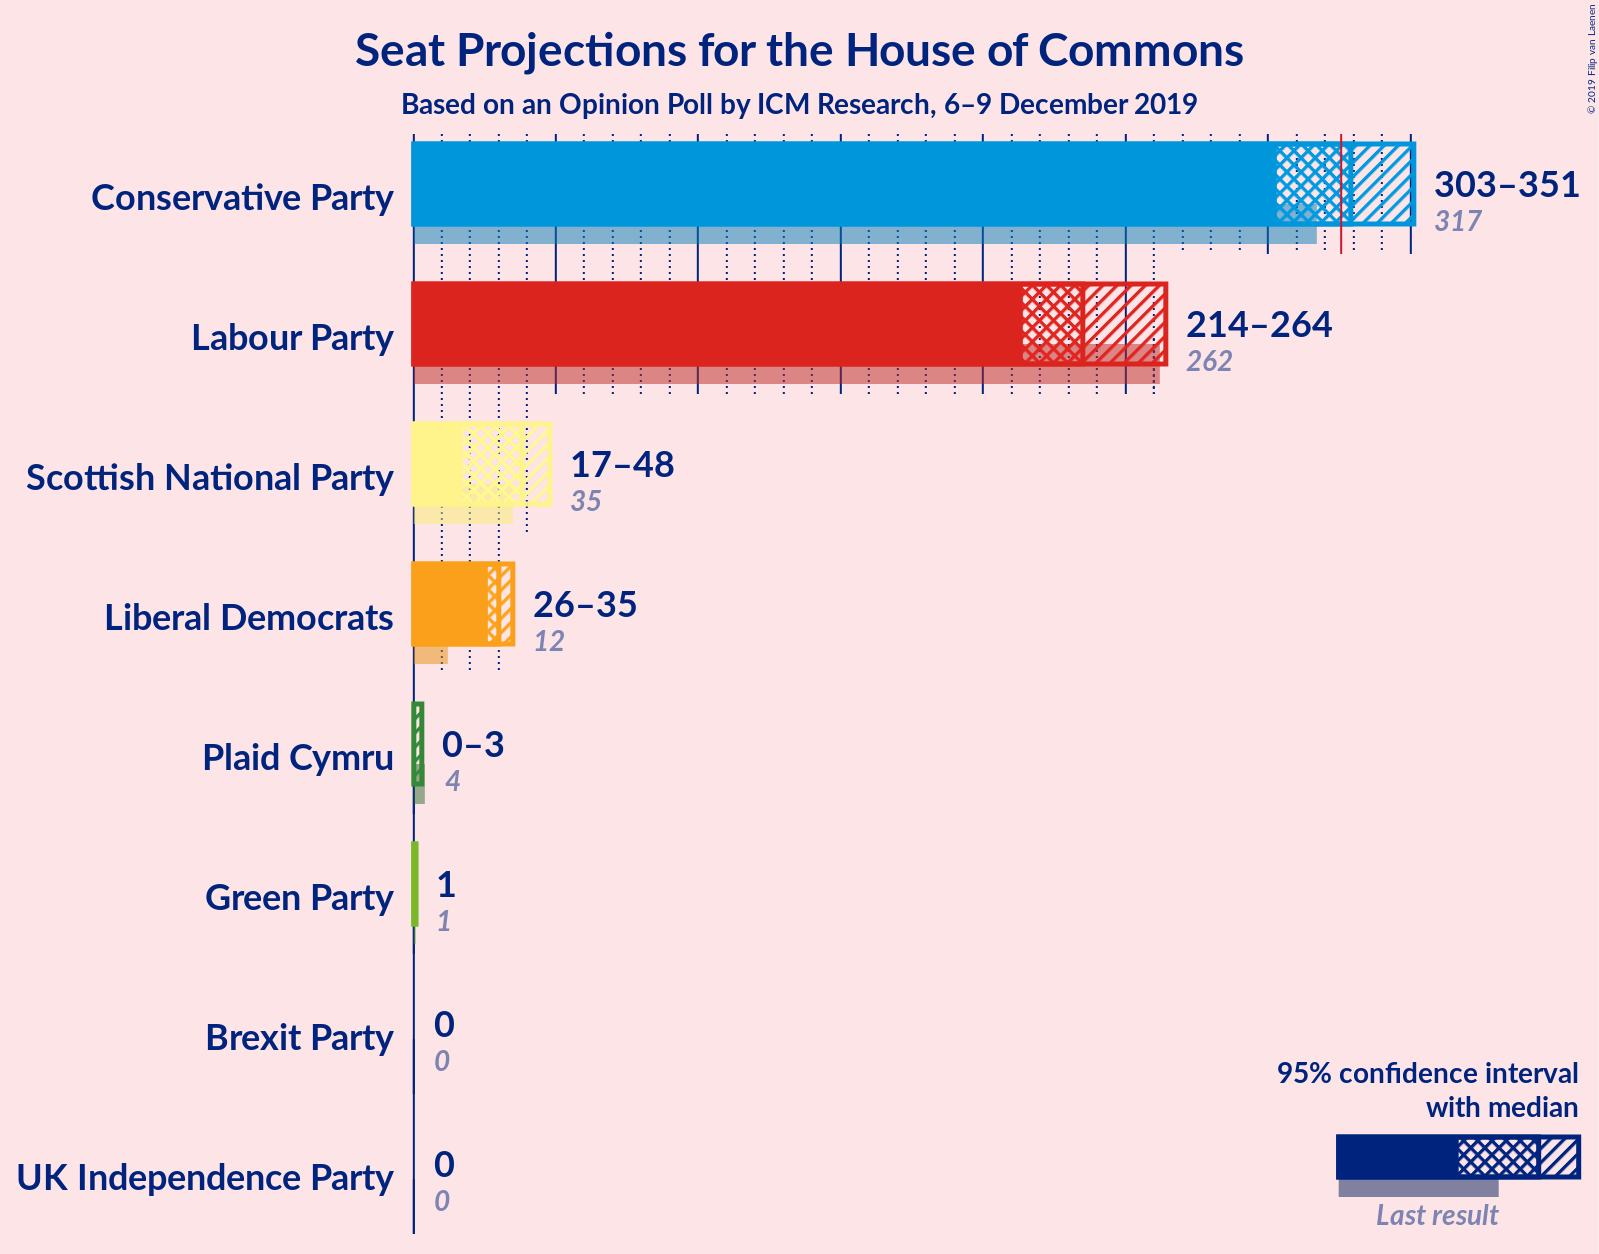 Seat Projections for the House of Commons
Based on an Opinion Poll by ICM Research, 6–9 December 2019
© 2019 Filip van Laenen
Conservative Party
303–351
317
Labour Party
214–264
262
Scottish National Party
17–48
35
Liberal Democrats
26–35
12
Plaid Cymru
0–3
4
Green Party
1
1
Brexit Party
0
0
UK Independence Party
0
0
95% confidence interval
with median
Last result